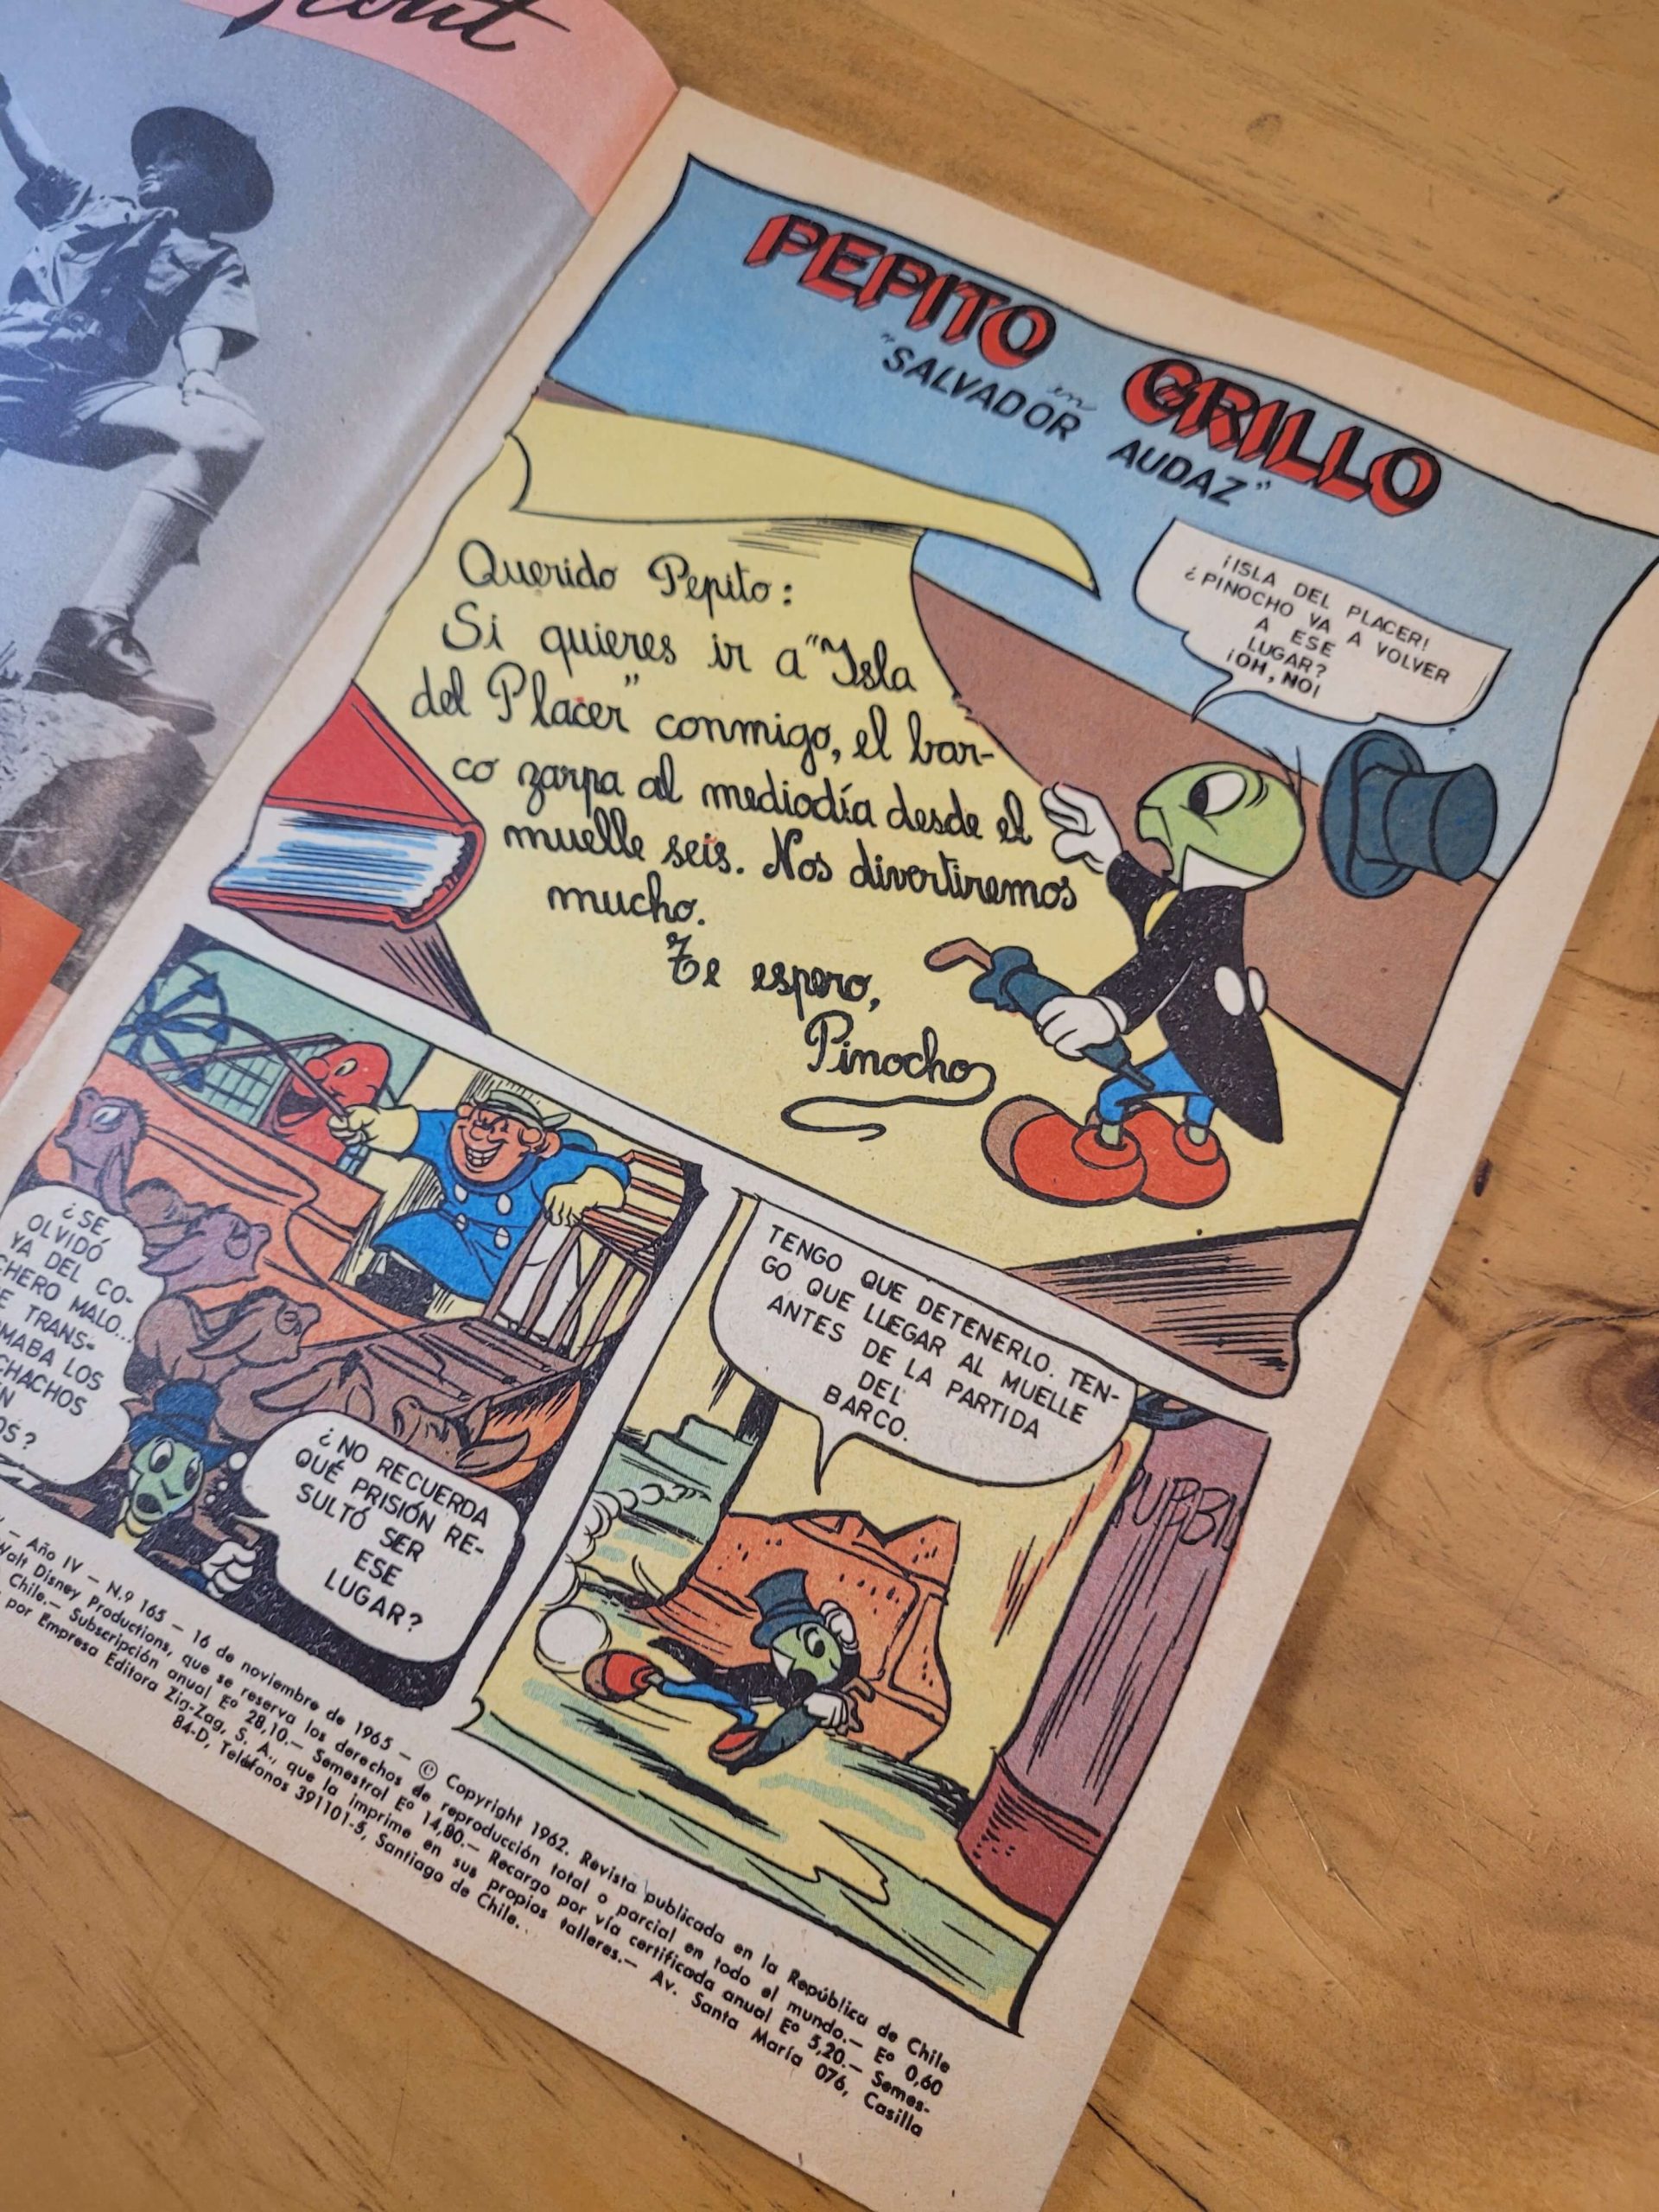 PEPITO GRILLO
en
"SALVADOR AUDAZ"
¡ISLA DEL PLACER!
¿PINOCHO VA A VOLVER
A ESE
LUGAR?
¡OH, NO!
Querido Pepito:
Si quieres ir a "Isla
del Placer" conmigo, el bar-
co zarpa al mediodía desde el
muelle seis. Nos divertiremos
mucho.
Te espero,
Pinocho
¿SE
OLVIDÓ
YA DEL CO-
CHERO MALO...
TRANS-
MABA LOS
CHACHOS
¿NO RECUERDA
QUÉ PRISIÓN RE-
SULTÓ SER
ESE
LUGAR?
TENGO QUE DETENERLO. TEN-
GO QUE LLEGAR AL MUELLE
ANTES DE LA PARTIDA
DEL
BARCO.
— Año IV — N.º 165 — 16 de noviembre de 1965 — © Copyright 1962. Revista publicada en la República de Chile
Walt Disney Productions, que se reserva los derechos de reproducción total o parcial en todo el mundo.— Eº 0,60
Chile.— Subscripción anual Eº 28,10.— Semestral Eº 14,80.— Recargo por vía certificada anual Eº 5,20.— Semes-
por Empresa Editora Zig-Zag, S. A., que la imprime en sus propios talleres.— Av. Santa María 076, Casilla
84-D, Teléfonos 391101-5, Santiago de Chile.